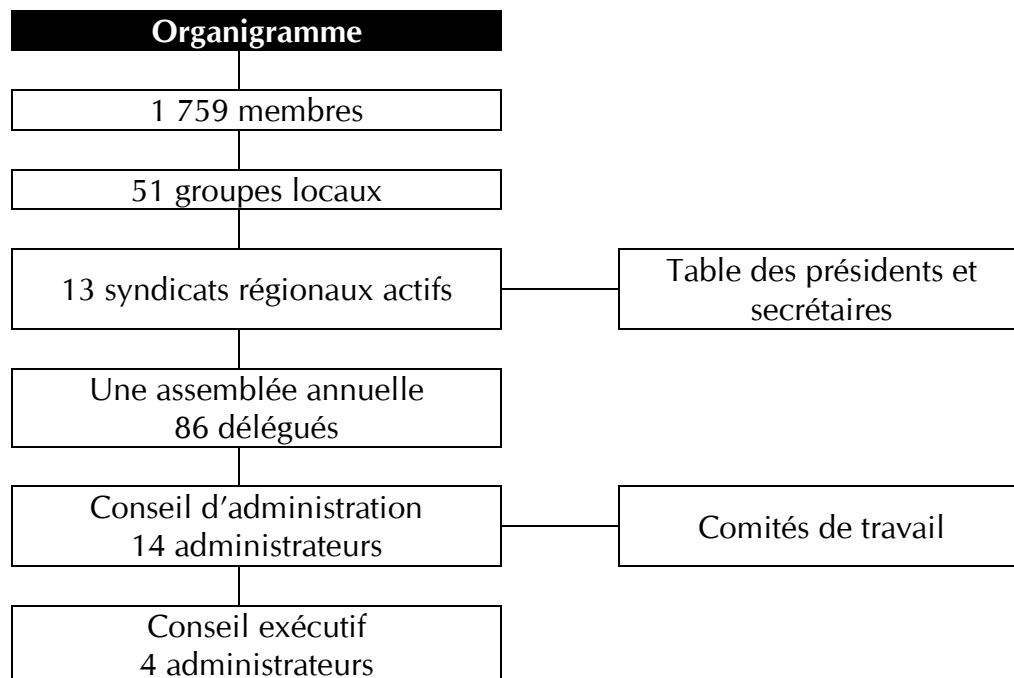 Organigramme
1 759 membres
51 groupes locaux
13 syndicats régionaux actifs
Table des présidents et
secrétaires
Une assemblée annuelle
86 délégués
Conseil d'administration
14 administrateurs
Comités de travail
Conseil exécutif
4 administrateurs